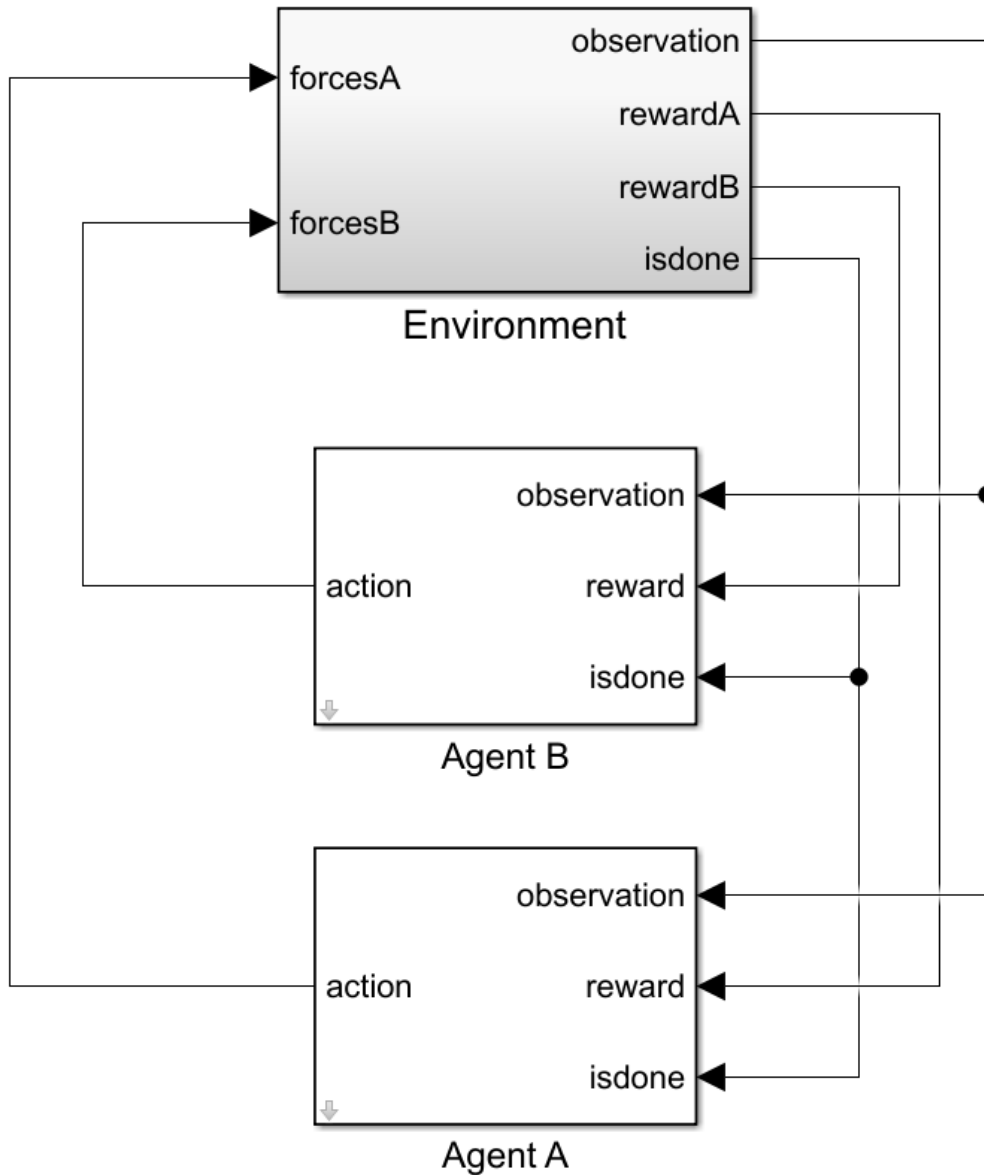 observation
forcesA
rewardA
rewardB
forcesB
isdone
Environment
observation
action
reward
isdone
Agent B
observation
action
reward
isdone
Agent A